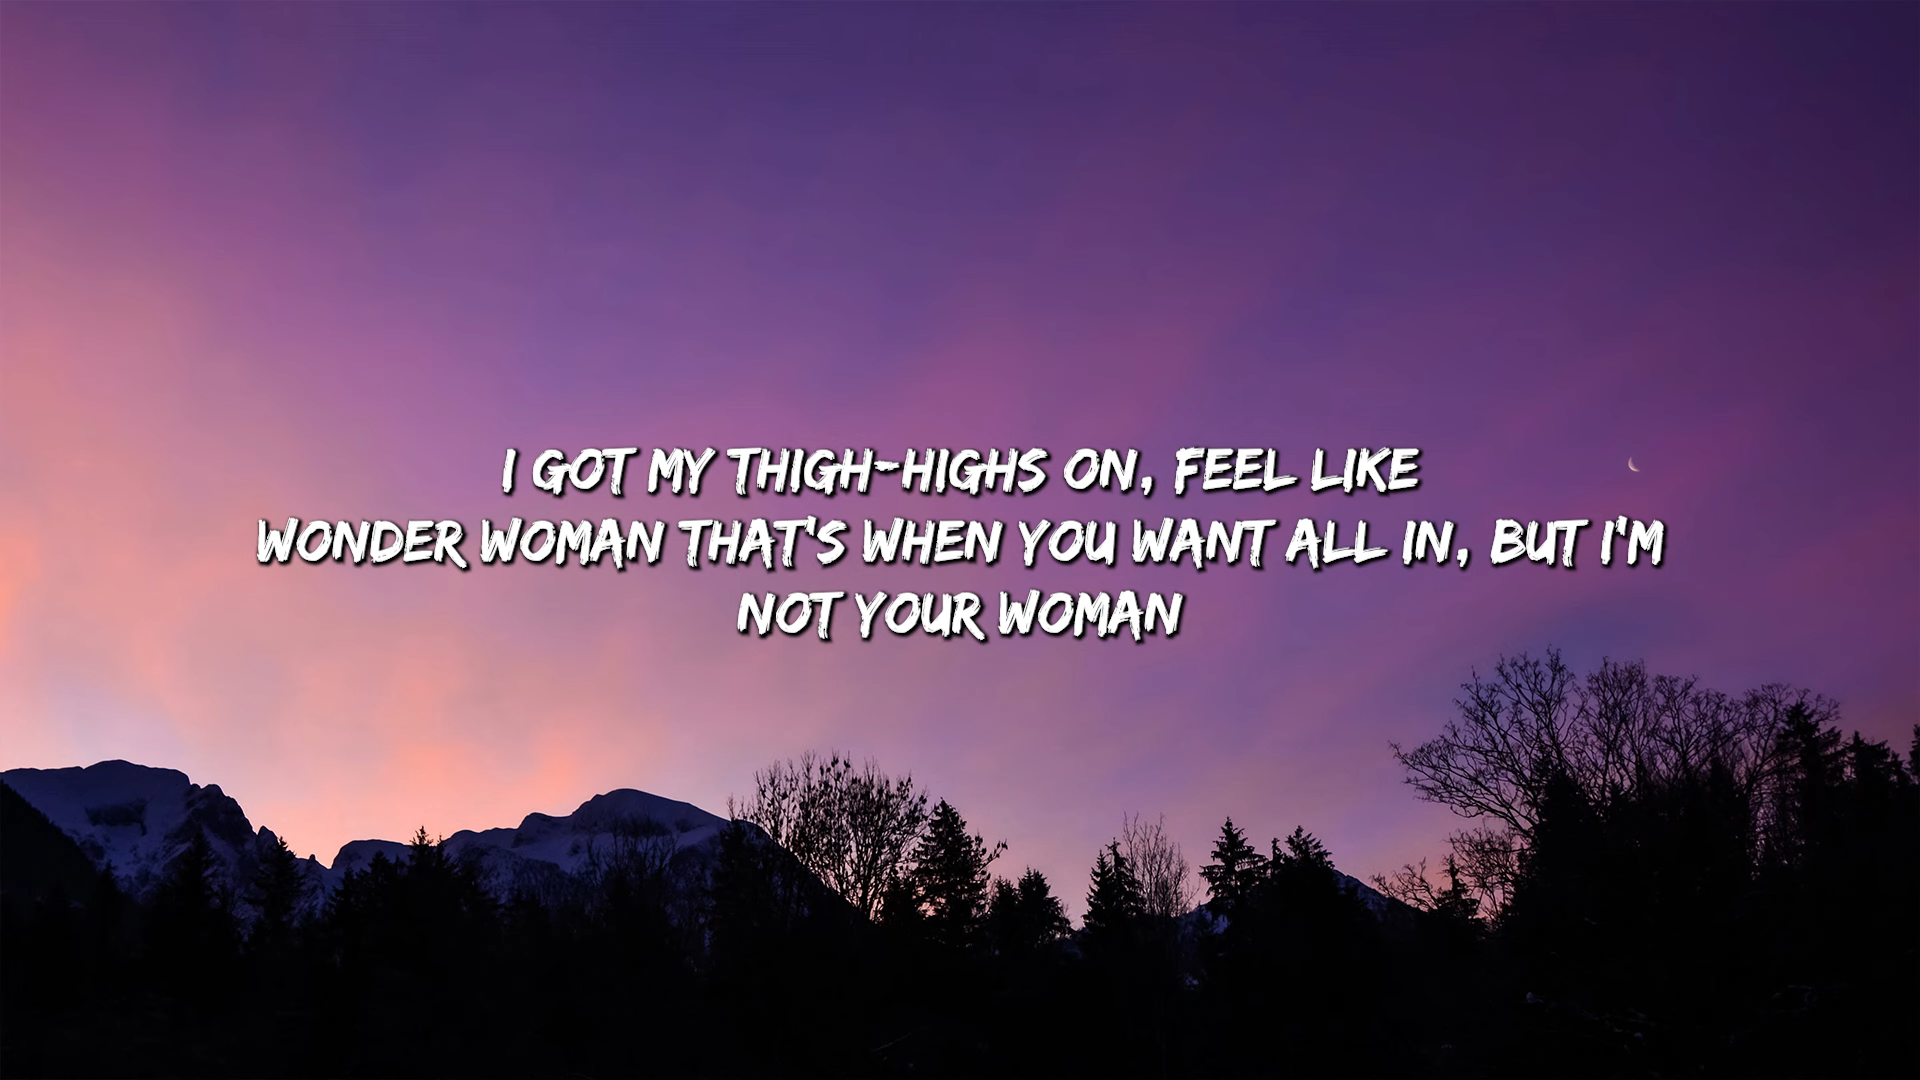 I GOT MY THIGH-HIGHS ON, FEEL LIKE
WONDER WOMAN THAT'S WHEN YOU WANT ALL IN, BUT I'M
NOT YOUR WOMAN